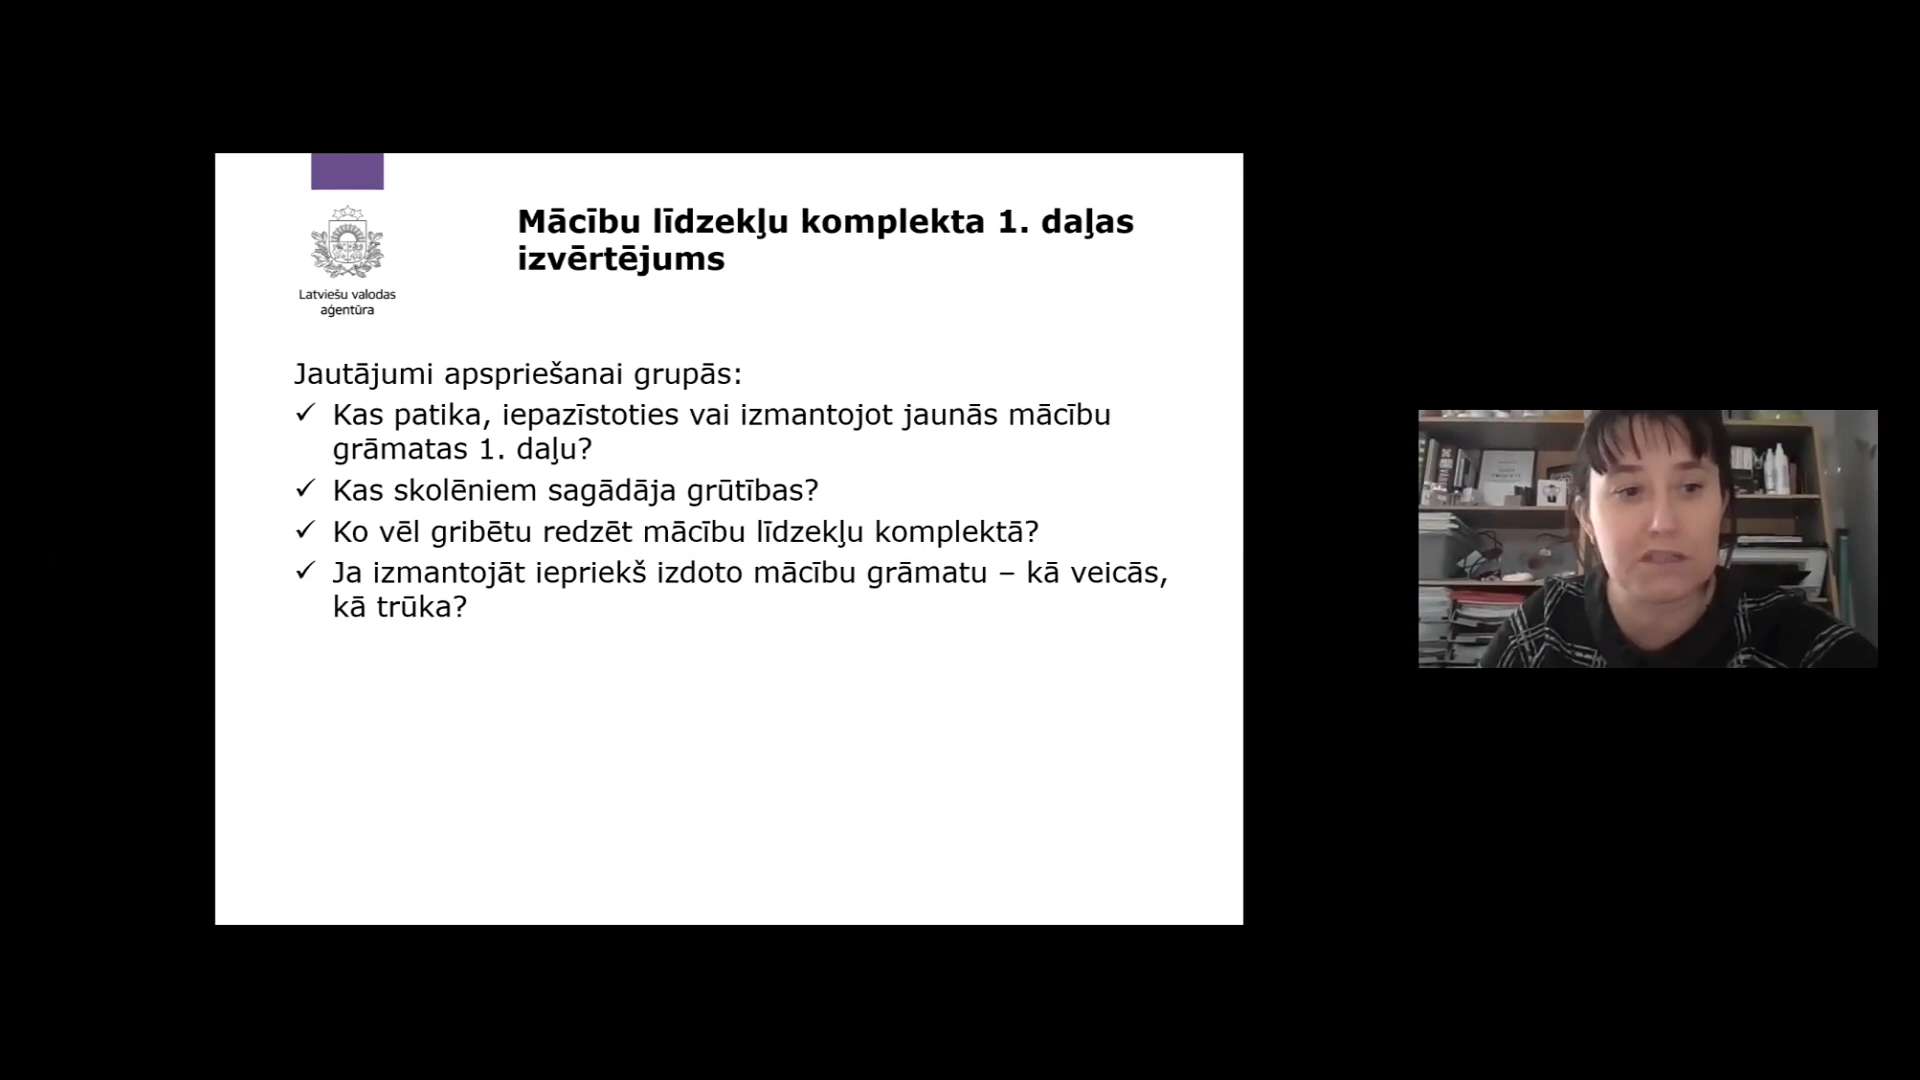 Mācību līdzekļu komplekta 1. daļas
izvērtējums
Latviešu valodas
aģentūra
Jautājumi apspriešanai grupās:
✓ Kas patika, iepazīstoties vai izmantojot jaunās mācību
grāmatas 1. daļu?
✓ Kas skolēniem sagādāja grūtības?
✓ Ko vēl gribētu redzēt mācību līdzekļu komplektā?
✓ Ja izmantojāt iepriekš izdoto mācību grāmatu – kā veicās,
kā trūka?